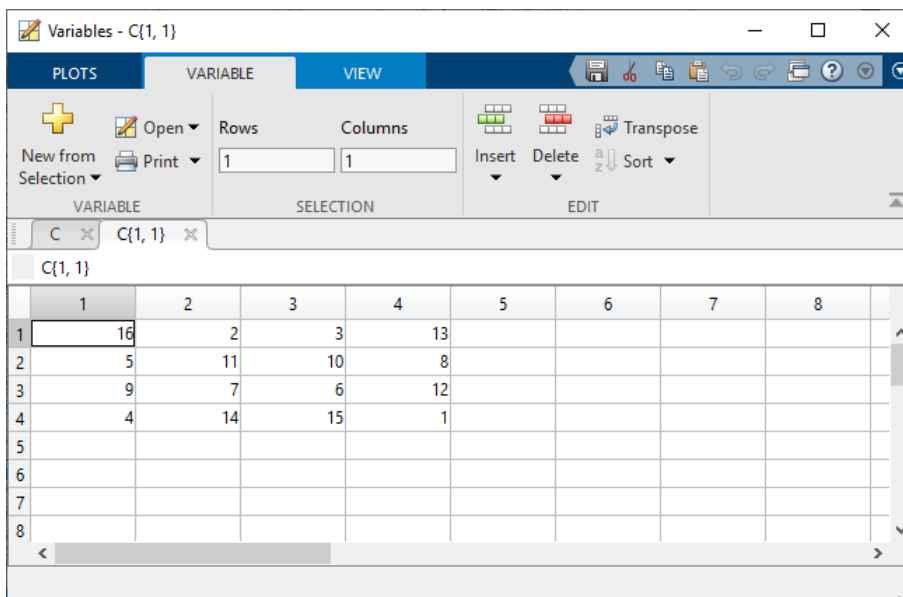 Variables - C{1, 1}
PLOTS VARIABLE VIEW
New from Selection
Open
Print
VARIABLE
Rows Columns
1 1
SELECTION
Insert Delete
Transpose
Sort
EDIT
C C{1, 1}
C{1, 1}
1 2 3 4 5 6 7 8
1 16 2 3 13
2 5 11 10 8
3 9 7 6 12
4 4 14 15 1
5
6
7
8